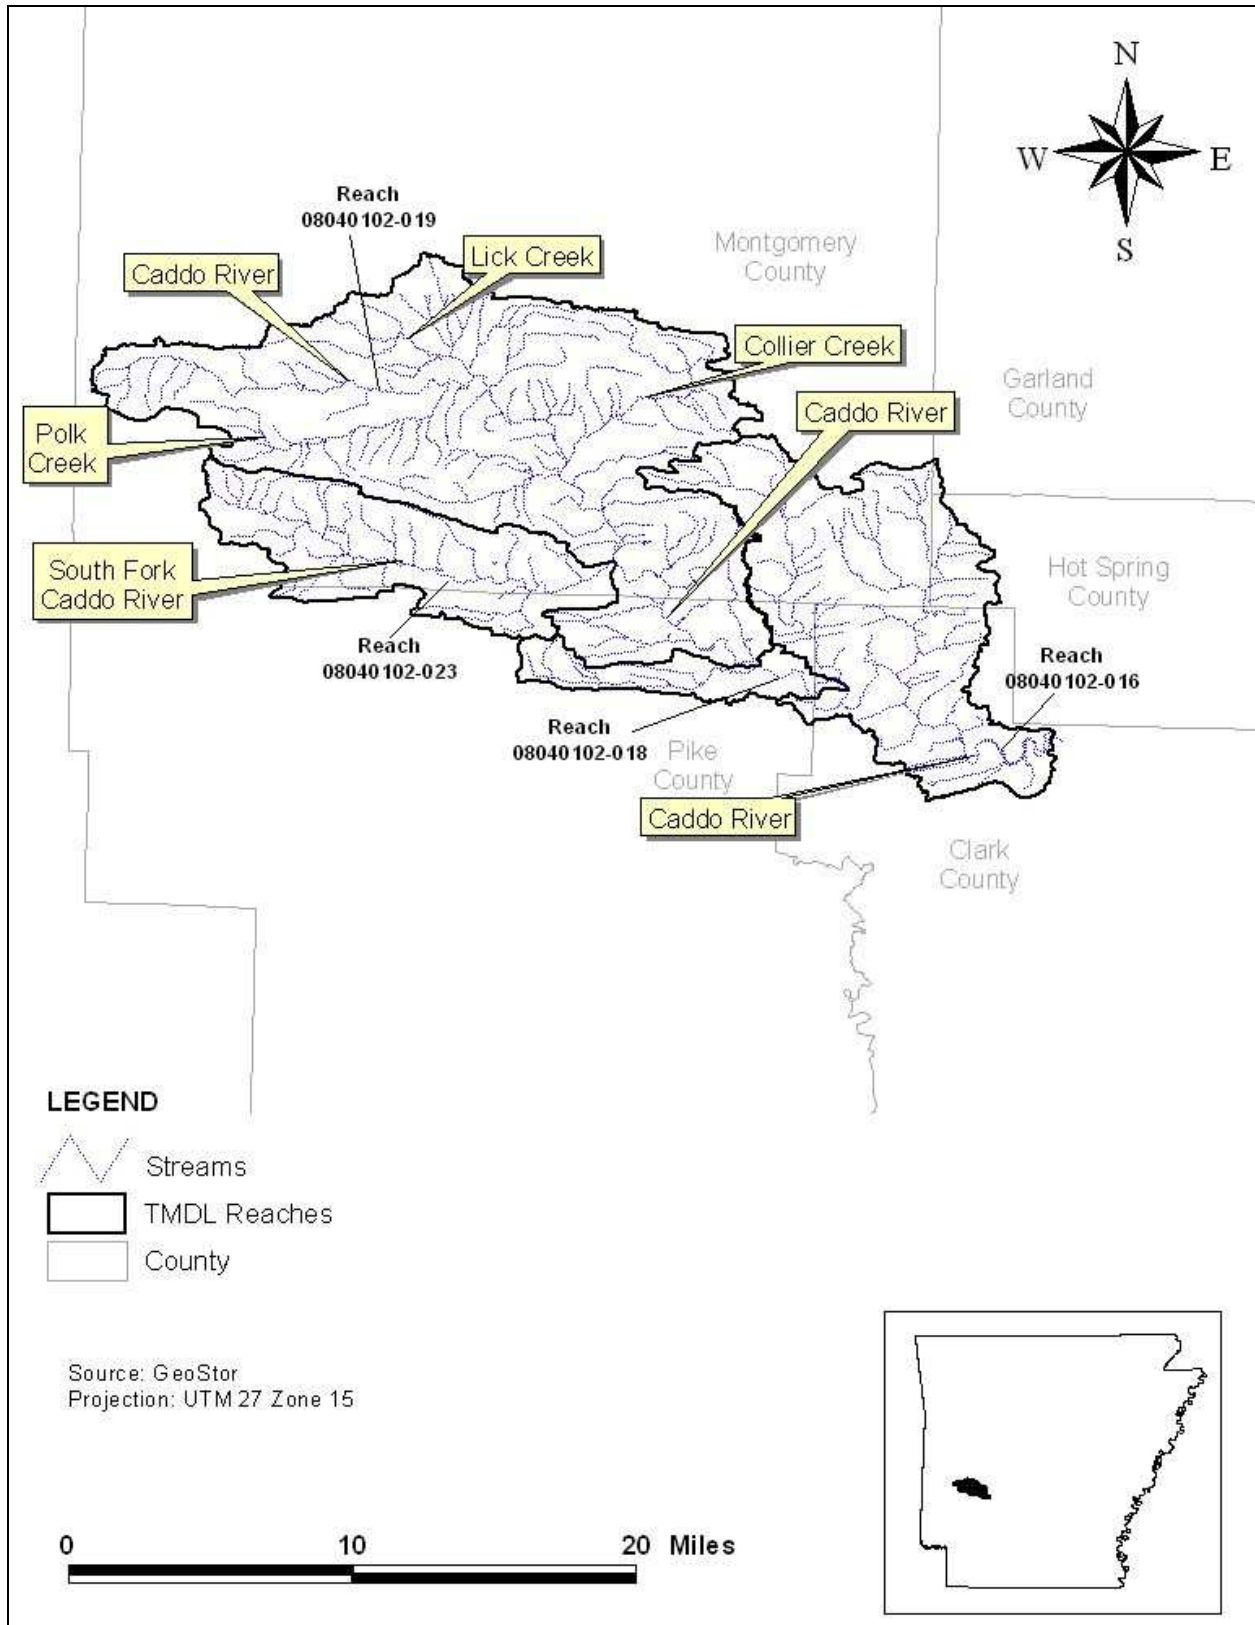 N
W
E
S
Reach
08040102-019
Montgomery
County
Lick Creek
Caddo River
Collier Creek
Garland
County
Caddo River
Polk
Creek
South Fork
Caddo River
Hot Spring
County
Reach
08040102-023
Reach
08040102-016
Reach
08040102-018
Pike
County
Caddo River
Clark
County
LEGEND
Streams
TMDL Reaches
County
Source: GeoStor
Projection: UTM 27 Zone 15
0 10 20 Miles